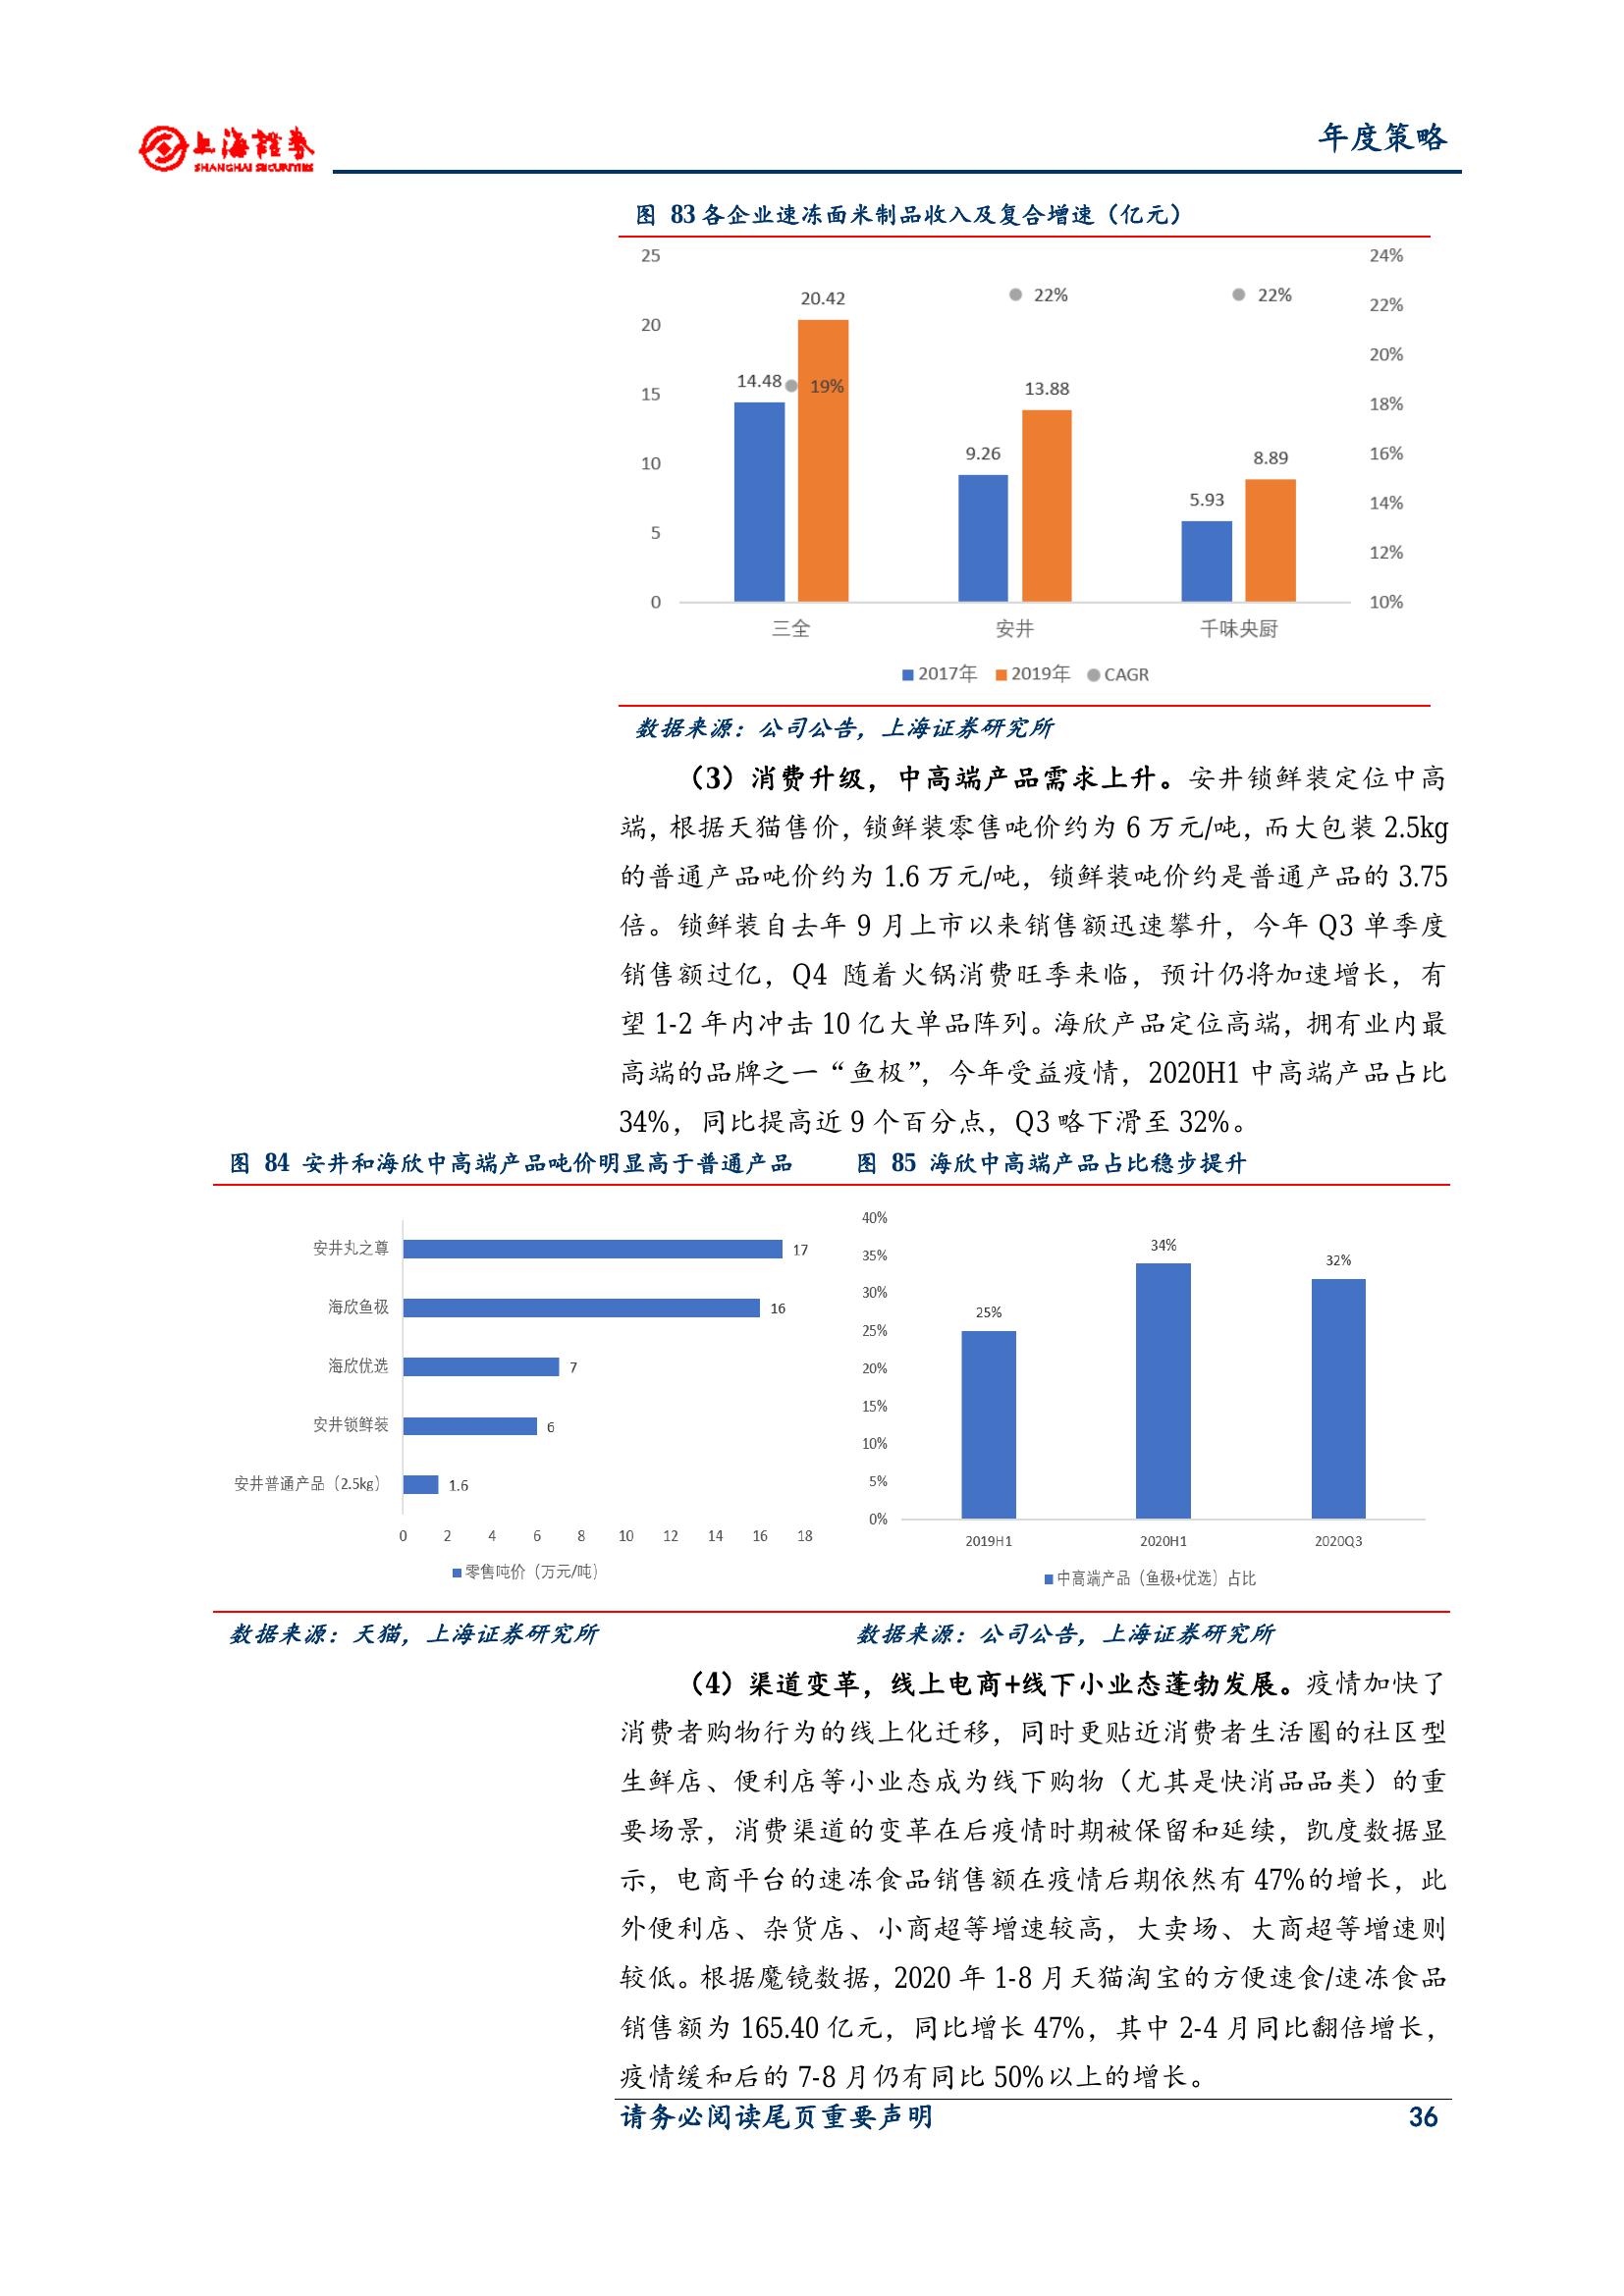 上海證券
SHANGHAI SECURITIES
年度策略
图 83 各企业速冻面米制品收入及复合增速（亿元）
25
20
15
10
5
0
24%
22%
20%
18%
16%
14%
12%
10%
14.48
20.42
19%
9.26
13.88
22%
5.93
8.89
22%
三全
安井
千味央厨
2017年 2019年 CAGR
数据来源：公司公告，上海证券研究所
（3）消费升级，中高端产品需求上升。安井锁鲜装定位中高
端，根据天猫售价，锁鲜装零售吨价约为 6 万元/吨，而大包装 2.5kg
的普通产品吨价约为 1.6 万元/吨，锁鲜装吨价约是普通产品的 3.75
倍。锁鲜装自去年 9 月上市以来销售额迅速攀升，今年 Q3 单季度
销售额过亿，Q4 随着火锅消费旺季来临，预计仍将加速增长，有
望 1-2 年内冲击 10 亿大单品阵列。海欣产品定位高端，拥有业内最
高端的品牌之一“鱼极”，今年受益疫情，2020H1 中高端产品占比
34%，同比提高近 9 个百分点，Q3 略下滑至 32%。
图 84 安井和海欣中高端产品吨价明显高于普通产品
安井丸之尊 17
海欣鱼极 16
海欣优选 7
安井锁鲜装 6
安井普通产品（2.5kg） 1.6
0 2 4 6 8 10 12 14 16 18
零售吨价（万元/吨）
数据来源：天猫，上海证券研究所
图 85 海欣中高端产品占比稳步提升
40%
35%
30%
25%
20%
15%
10%
5%
0%
25%
34%
32%
2019H1 2020H1 2020Q3
中高端产品（鱼极+优选）占比
数据来源：公司公告，上海证券研究所
（4）渠道变革，线上电商+线下小业态蓬勃发展。疫情加快了
消费者购物行为的线上化迁移，同时更贴近消费者生活圈的社区型
生鲜店、便利店等小业态成为线下购物（尤其是快消品品类）的重
要场景，消费渠道的变革在后疫情时期被保留和延续，凯度数据显
示，电商平台的速冻食品销售额在疫情后期依然有 47%的增长，此
外便利店、杂货店、小商超等增速较高，大卖场、大商超等增速则
较低。根据魔镜数据，2020 年 1-8 月天猫淘宝的方便速食/速冻食品
销售额为 165.40 亿元，同比增长 47%，其中 2-4 月同比翻倍增长，
疫情缓和后的 7-8 月仍有同比 50%以上的增长。
请务必阅读尾页重要声明
36